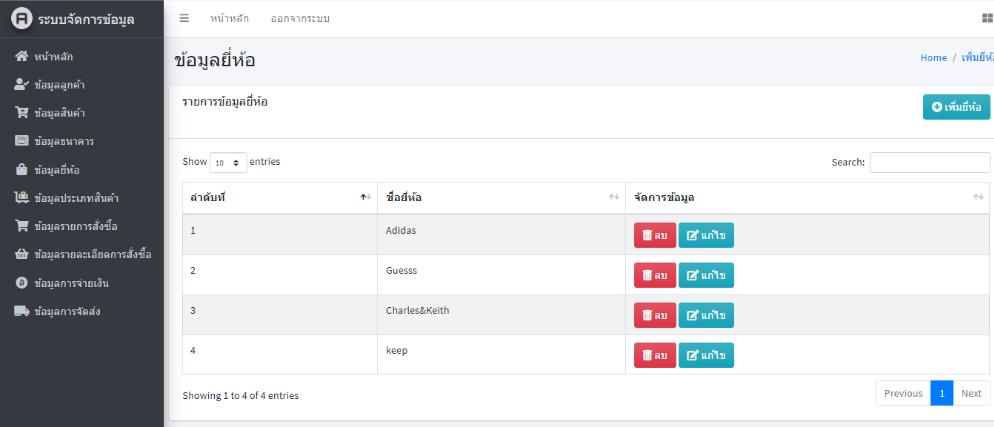 ระบบจัดการข้อมูล
หน้าหลัก
ข้อมูลลูกค้า
ข้อมูลสินค้า
ข้อมูลธนาคาร
ข้อมูลยี่ห้อ
ข้อมูลประเภทสินค้า
ข้อมูลรายการสั่งซื้อ
ข้อมูลรายละเอียดการสั่งซื้อ
ข้อมูลการจ่ายเงิน
ข้อมูลการจัดส่ง
หน้าหลัก ออกจากระบบ
ข้อมูลยี่ห้อ
Home / เพิ่มยี่ห้อ
รายการข้อมูลยี่ห้อ
เพิ่มยี่ห้อ
Show 10 entries
Search:
ลำดับที่ ชื่อยี่ห้อ จัดการข้อมูล
1 Adidas ลบ แก้ไข
2 Guesss ลบ แก้ไข
3 Charles&Keith ลบ แก้ไข
4 keep ลบ แก้ไข
Showing 1 to 4 of 4 entries
Previous 1 Next